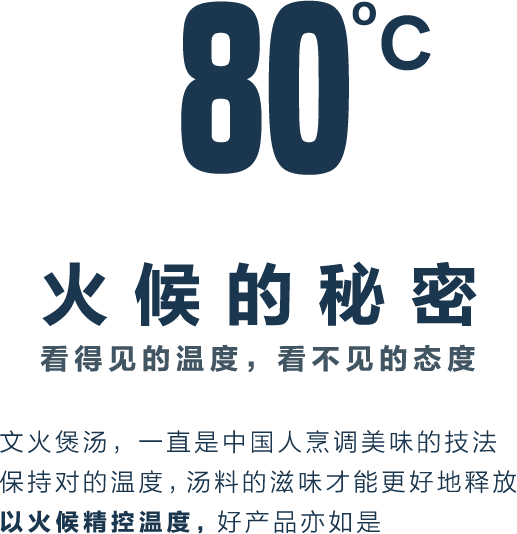 80°C
火候的秘密
看得见的温度，看不见的态度
文火煲汤，一直是中国人烹调美味的技法
保持对的温度，汤料的滋味才能更好地释放
以火候精控温度，好产品亦如是